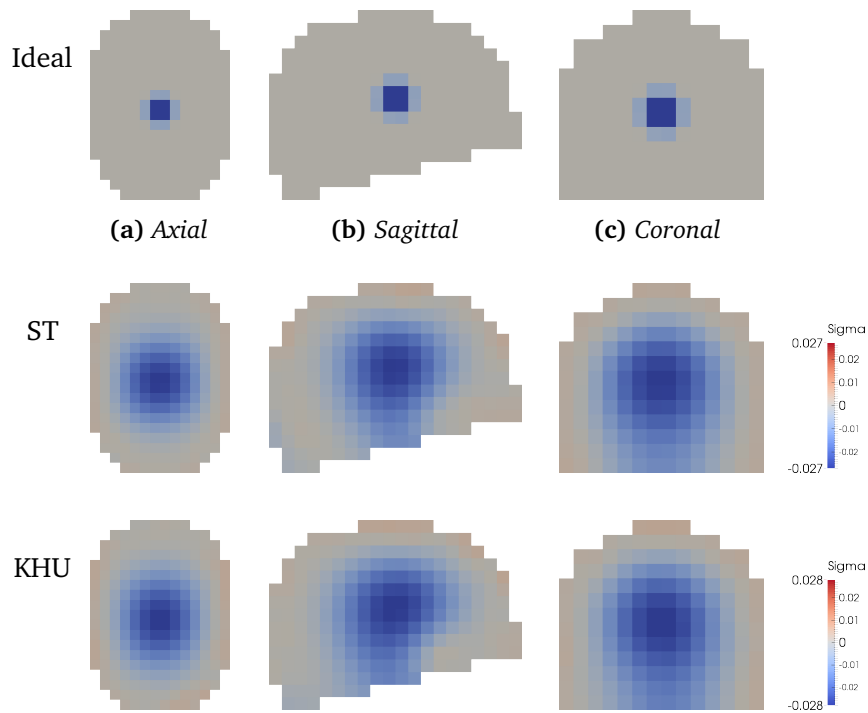 Ideal
(a) Axial
(b) Sagittal
(c) Coronal
ST
Sigma
0.027
0.02
0.01
0
-0.01
-0.02
-0.027
KHU
Sigma
0.028
0.02
0.01
0
-0.01
-0.02
-0.028